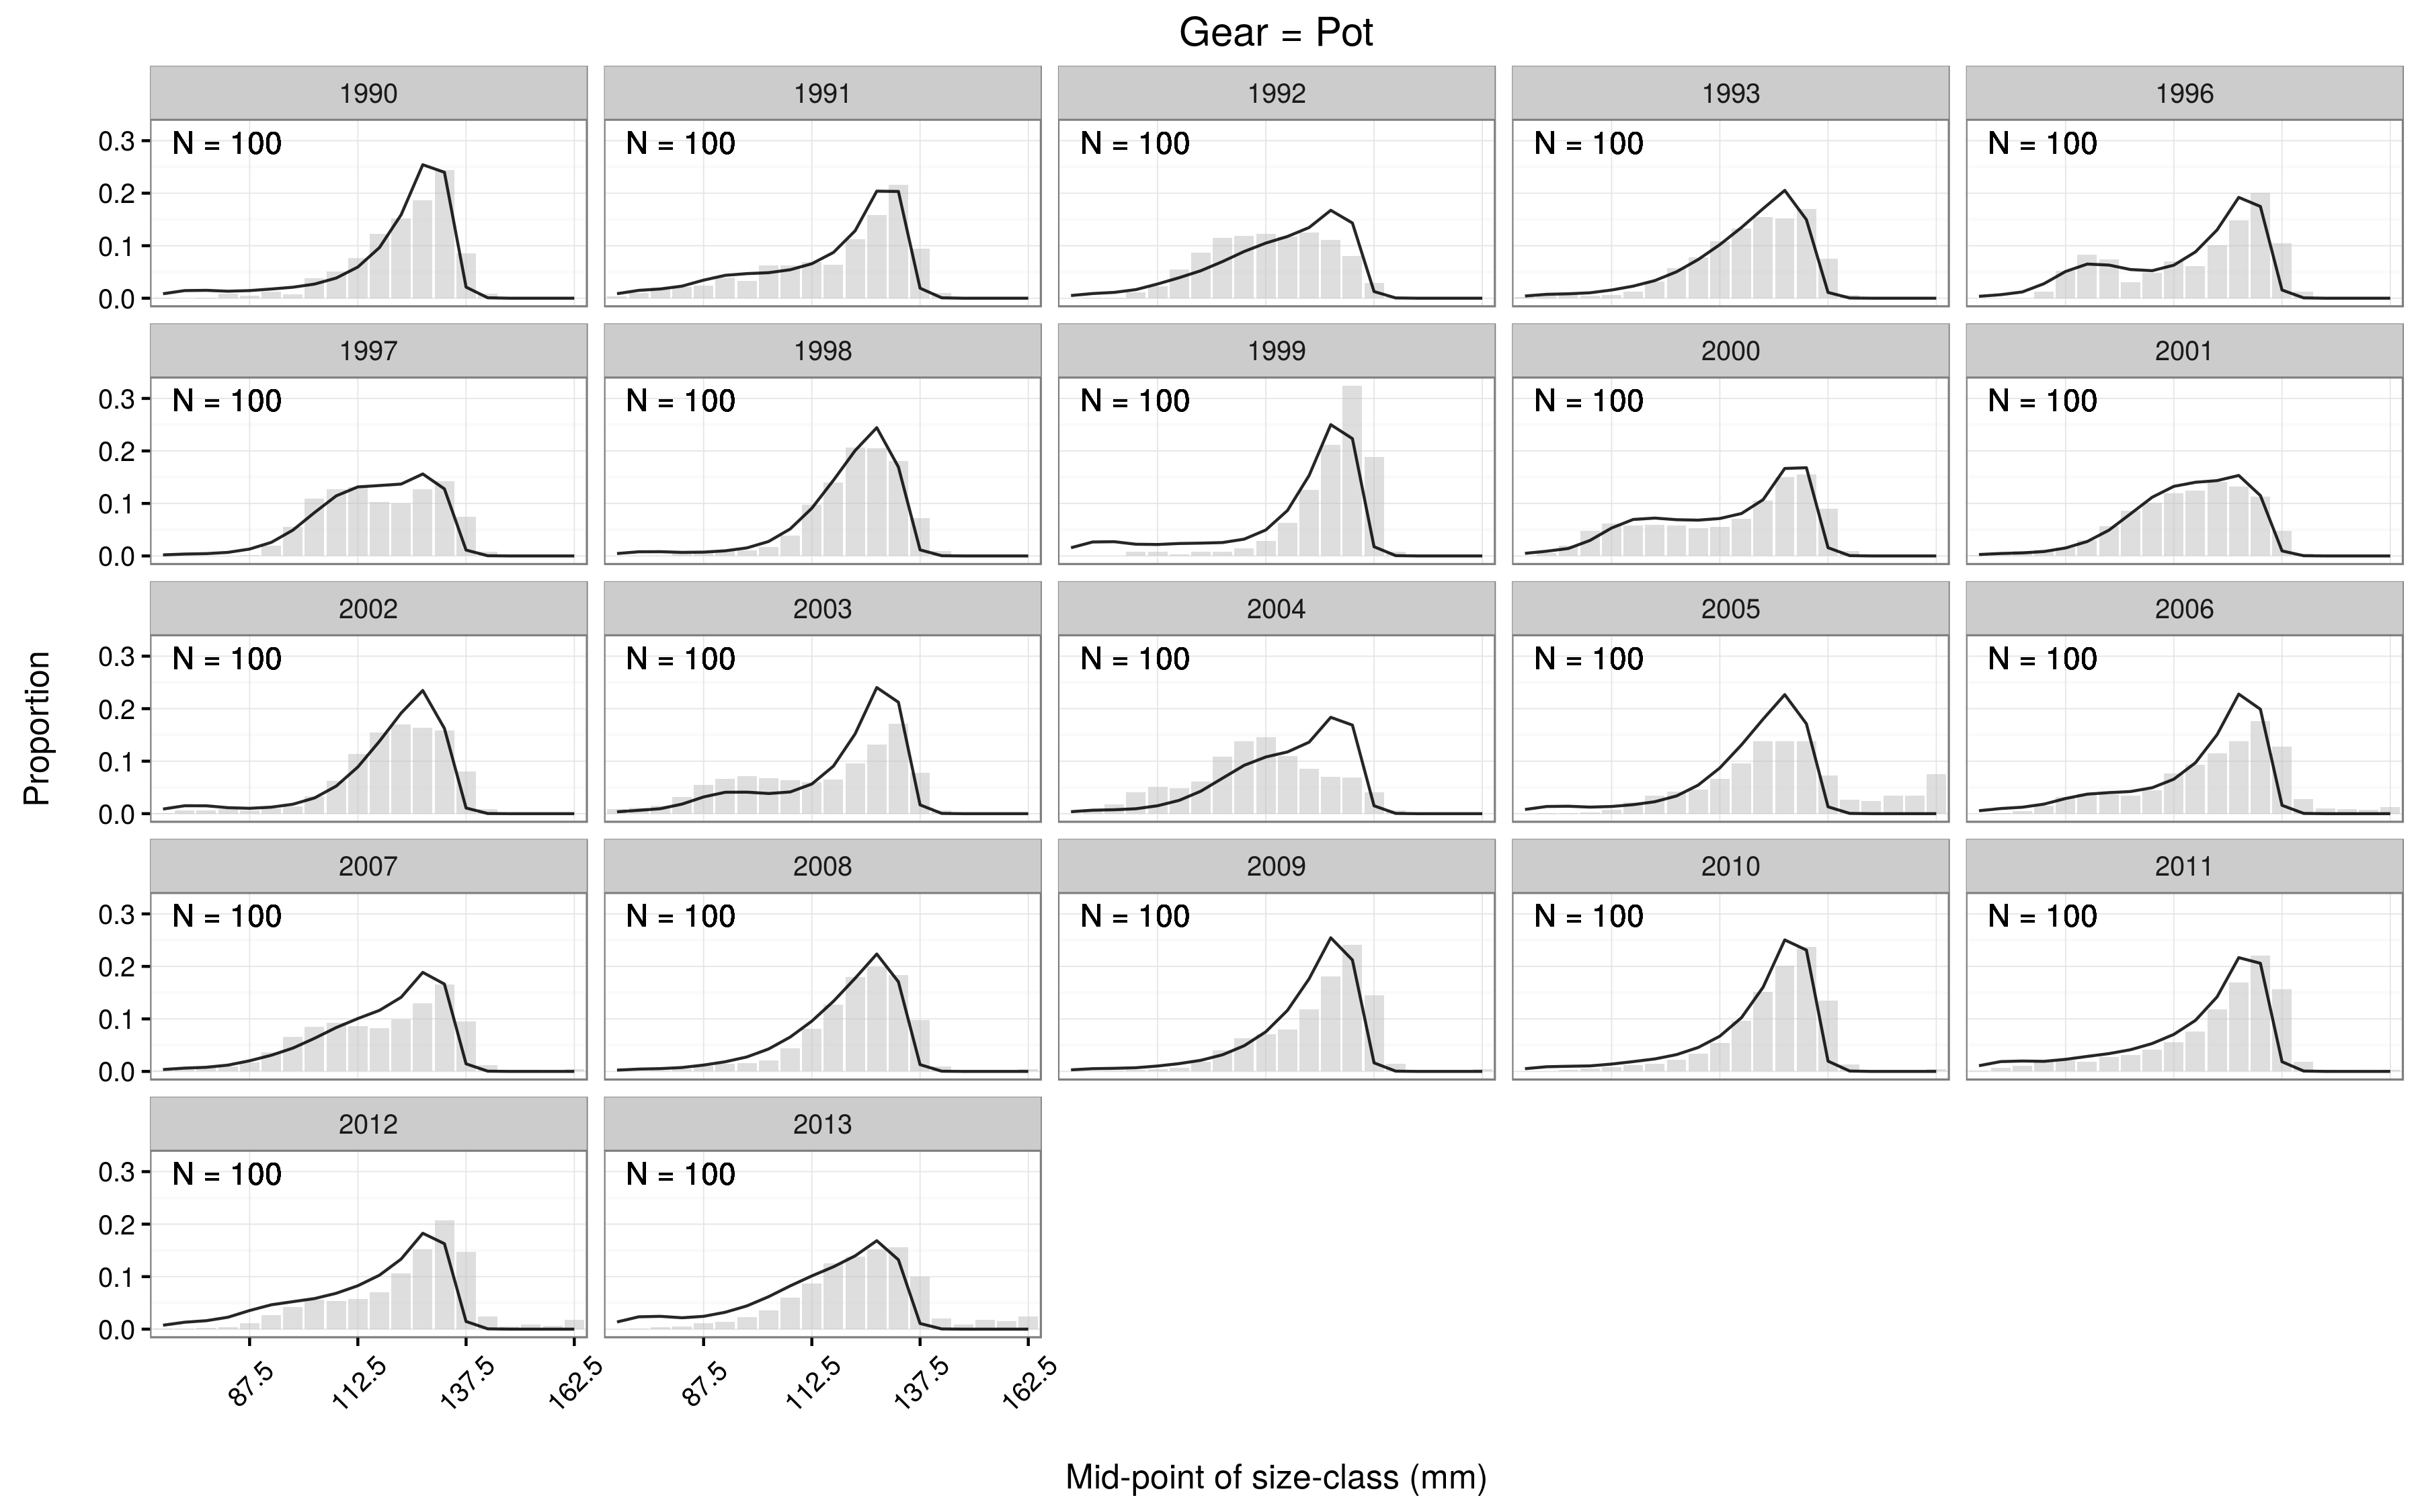 Gear = Pot
1990 1991 1992 1993 1996
0.3 N = 100 N = 100 N = 100 N = 100 N = 100
0.2
0.1
0.0
1997 1998 1999 2000 2001
0.3 N = 100 N = 100 N = 100 N = 100 N = 100
0.2
0.1
0.0
2002 2003 2004 2005 2006
0.3 N = 100 N = 100 N = 100 N = 100 N = 100
0.2
0.1
0.0
Proportion
2007 2008 2009 2010 2011
0.3 N = 100 N = 100 N = 100 N = 100 N = 100
0.2
0.1
0.0
2012 2013
0.3 N = 100 N = 100
0.2
0.1
0.0
87.5 112.5 137.5 162.5 87.5 112.5 137.5 162.5
Mid-point of size-class (mm)